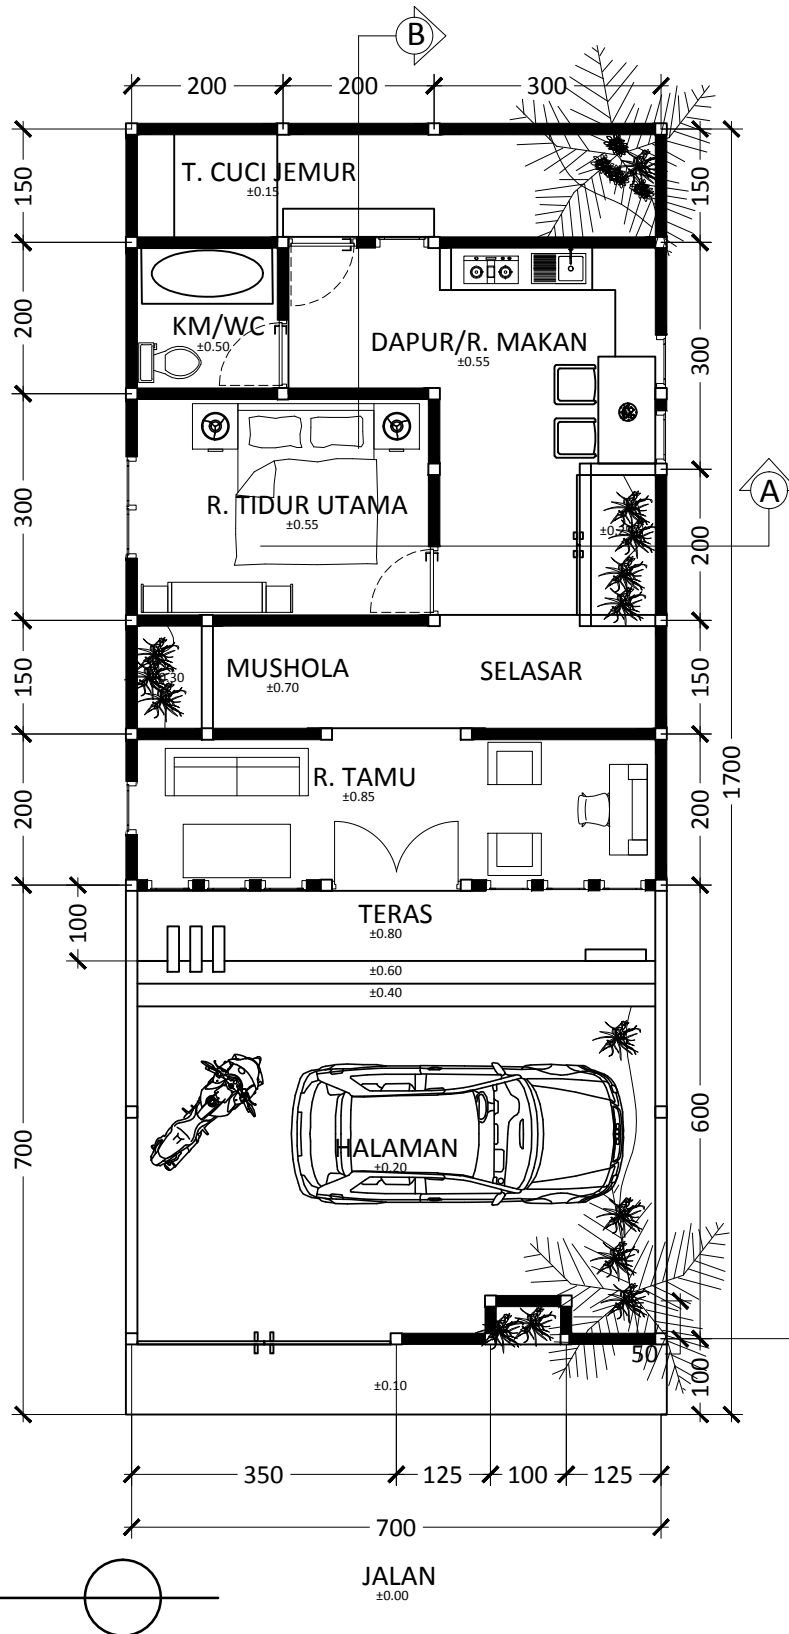 B
200 200 300
150 T. CUCI JEMUR 150
±0.15
200 KM/WC DAPUR/R. MAKAN 300
±0.50 ±0.55
300 R. TIDUR UTAMA A
±0.55 200
150 MUSHOLA SELASAR 150
±0.70
1700
200 R. TAMU 200
±0.85
100 TERAS
±0.80
±0.60
±0.40
700 HALAMAN 600
±0.20
50
±0.10 100
350 125 100 125
700
JALAN
±0.00